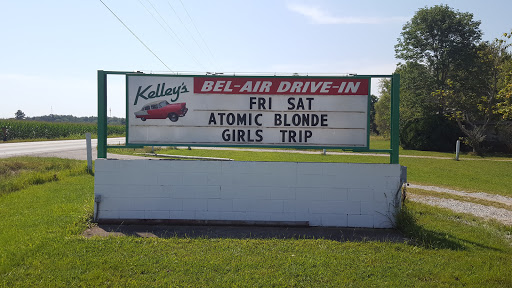 Kelley's
BEL-AIR DRIVE-IN
FRI SAT
ATOMIC BLONDE
GIRLS TRIP